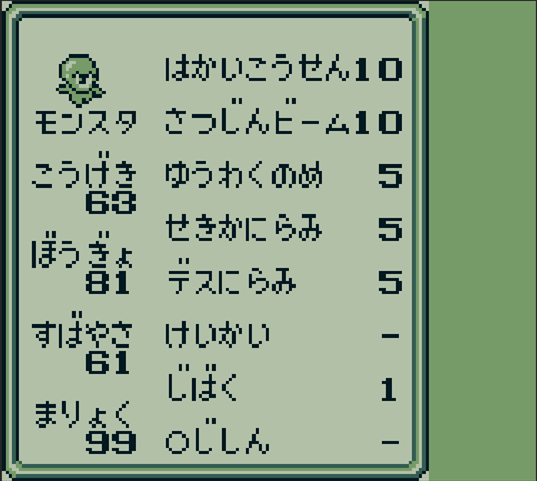 モンスタ
こうげき
63
ぼうぎょ
81
すばやさ
61
まりょく
99
はかいこうせん10
さつじんビーム10
ゆうわくのめ 5
せきかにらみ 5
デスにらみ 5
けいかい -
じばく 1
○じしん -